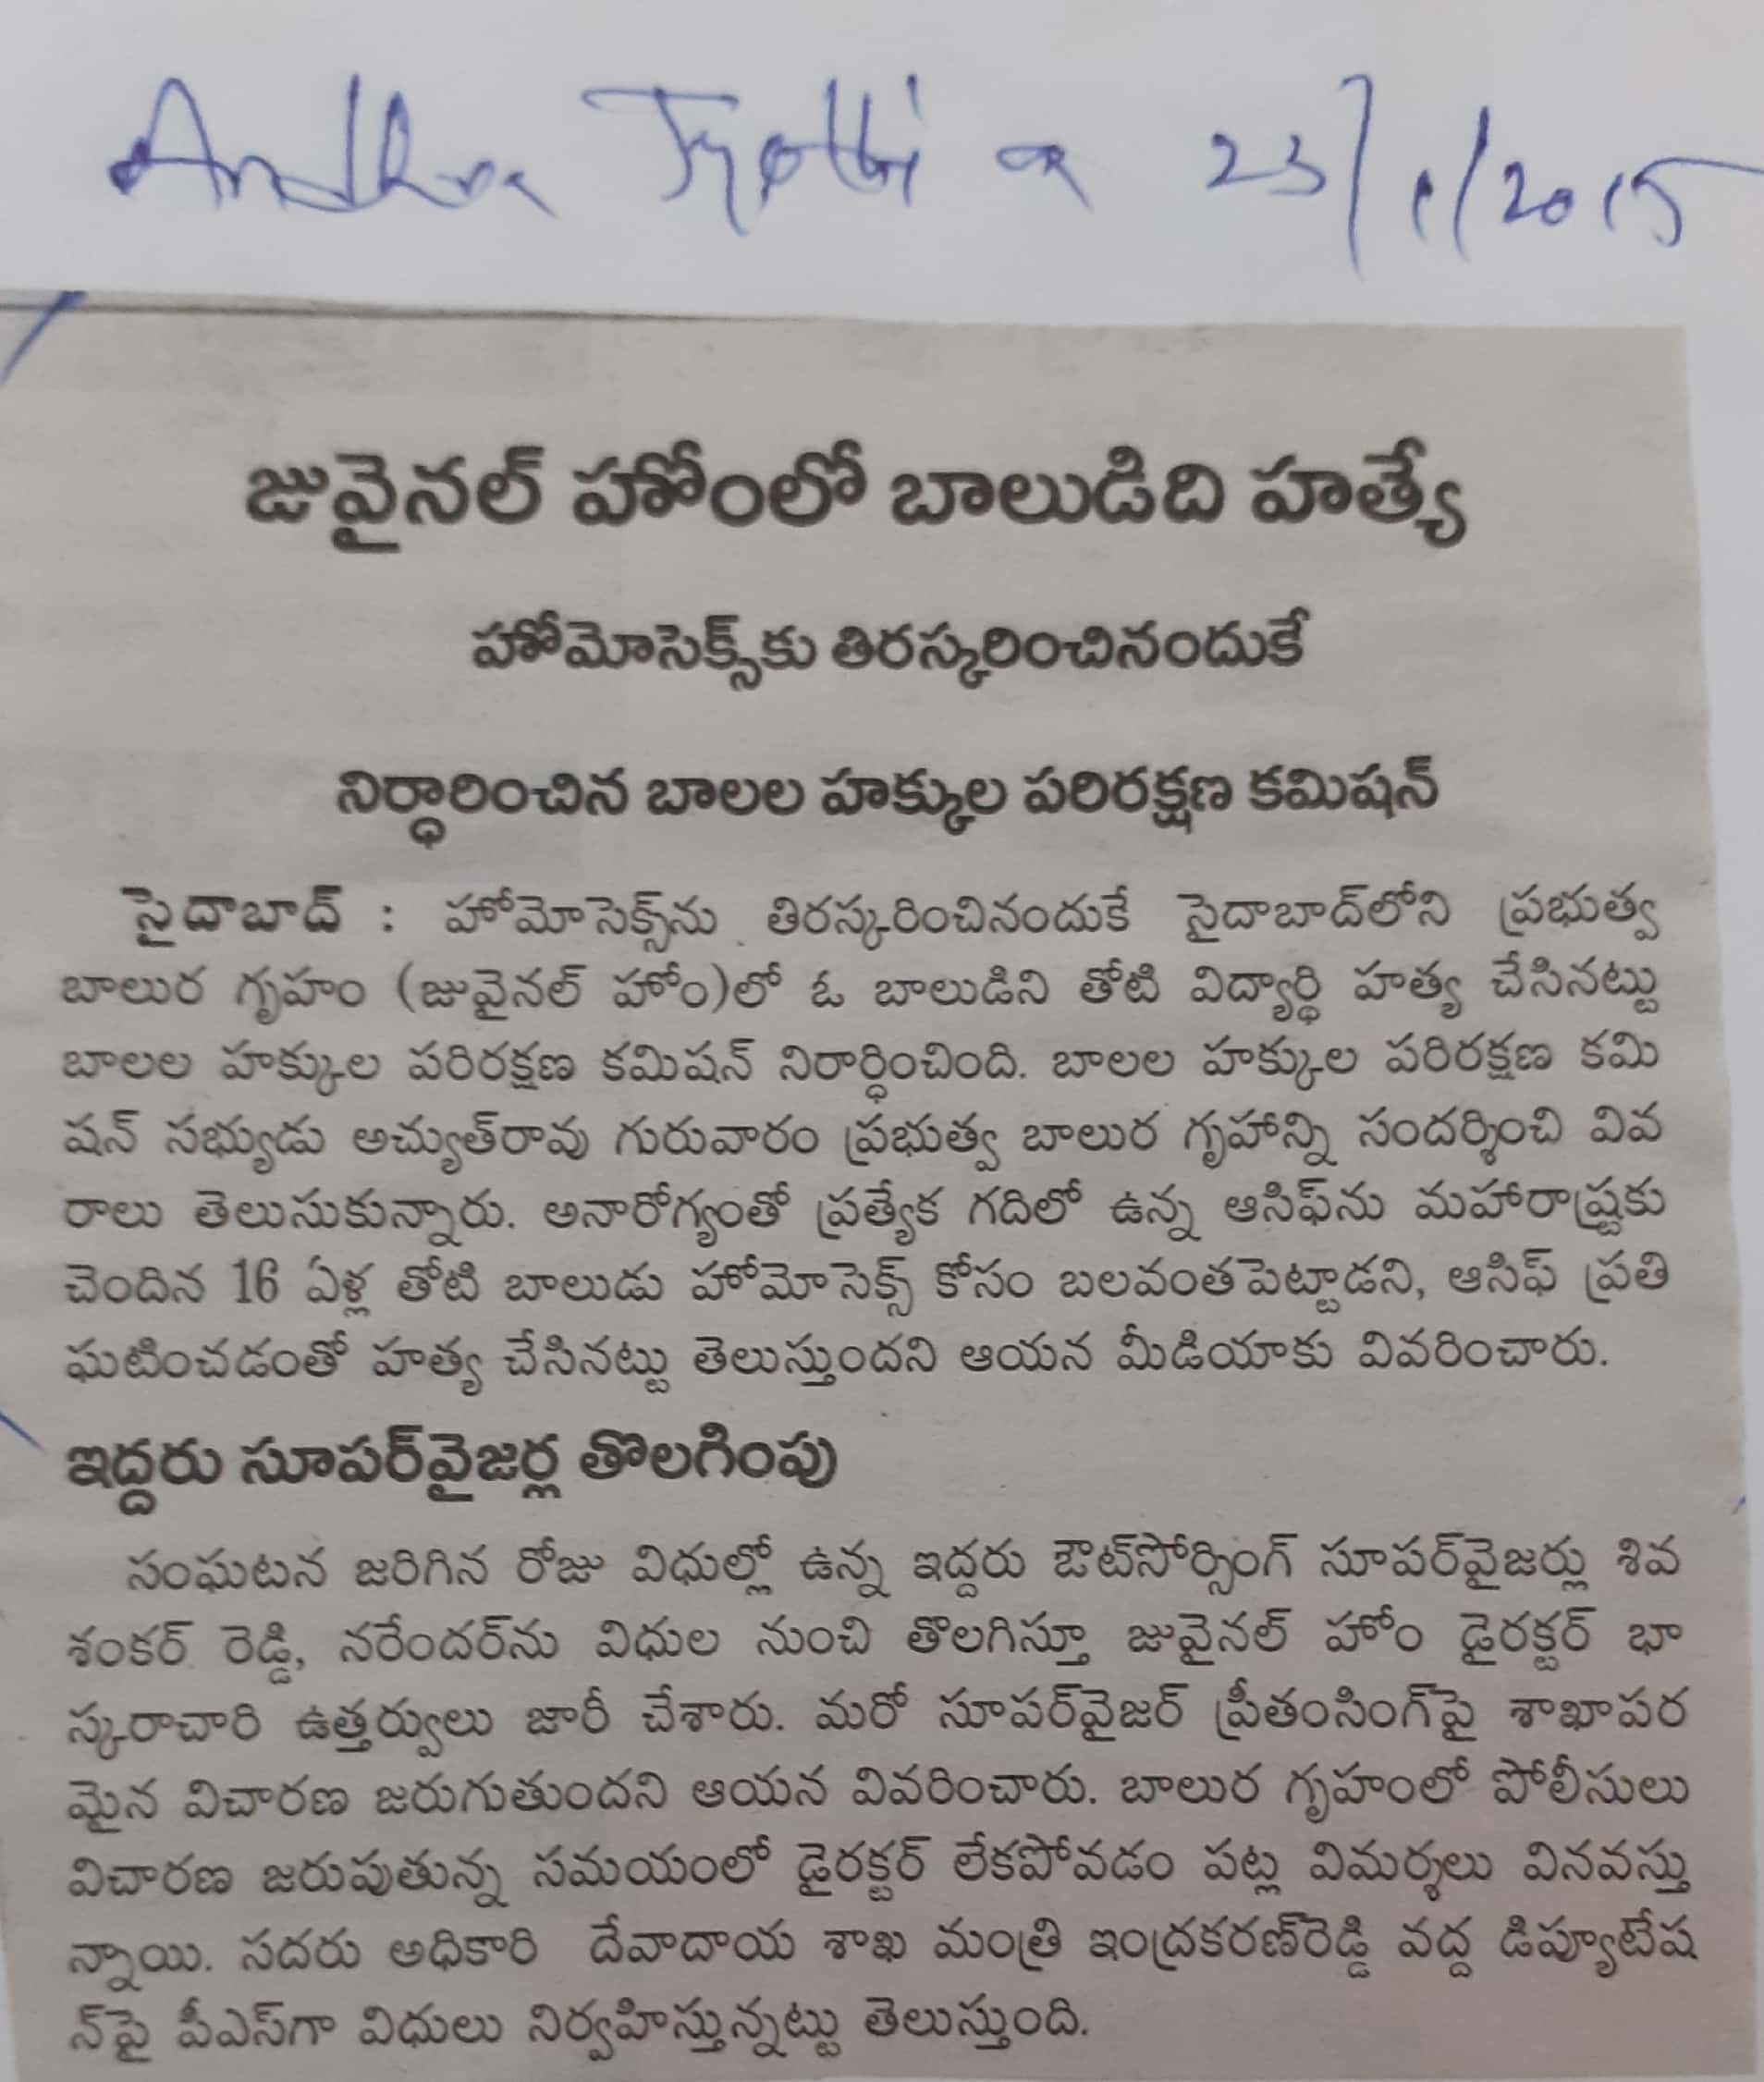 Andhra Jyothi 23/1/2015
జువైనల్ హోంలో బాలుడిది హత్యే
హోమోసెక్స్‌కు తిరస్కరించినందుకే
నిర్ధారించిన బాలల హక్కుల పరిరక్షణ కమిషన్
సైదాబాద్ : హోమోసెక్స్‌ను తిరస్కరించినందుకే సైదాబాద్‌లోని ప్రభుత్వ
బాలుర గృహం (జువైనల్ హోం)లో ఓ బాలుడిని తోటి విద్యార్థి హత్య చేసినట్టు
బాలల హక్కుల పరిరక్షణ కమిషన్ నిరార్ధించింది. బాలల హక్కుల పరిరక్షణ కమి
షన్ సభ్యుడు అచ్యుత్‌రావు గురువారం ప్రభుత్వ బాలుర గృహాన్ని సందర్శించి వివ
రాలు తెలుసుకున్నారు. అనారోగ్యంతో ప్రత్యేక గదిలో ఉన్న ఆసిఫ్‌ను మహారాష్ట్రకు
చెందిన 16 ఏళ్ల తోటి బాలుడు హోమోసెక్స్ కోసం బలవంతపెట్టాడని, ఆసిఫ్ ప్రతి
ఘటించడంతో హత్య చేసినట్టు తెలుస్తుందని ఆయన మీడియాకు వివరించారు.
ఇద్దరు సూపర్‌వైజర్ల తొలగింపు
సంఘటన జరిగిన రోజు విధుల్లో ఉన్న ఇద్దరు ఔట్‌సోర్సింగ్ సూపర్‌వైజర్లు శివ
శంకర్ రెడ్డి, నరేందర్‌ను విధుల నుంచి తొలగిస్తూ జువైనల్ హోం డైరక్టర్ భా
స్కరాచారి ఉత్తర్వులు జారీ చేశారు. మరో సూపర్‌వైజర్ ప్రీతంసింగ్‌పై శాఖాపర
మైన విచారణ జరుగుతుందని ఆయన వివరించారు. బాలుర గృహంలో పోలీసులు
విచారణ జరుపుతున్న సమయంలో డైరక్టర్ లేకపోవడం పట్ల విమర్శలు వినవస్తు
న్నాయి. సదరు అధికారి దేవాదాయ శాఖ మంత్రి ఇంద్రకరణ్‌రెడ్డి వద్ద డిప్యూటేష
న్‌పై పీఎస్‌గా విధులు నిర్వహిస్తున్నట్టు తెలుస్తుంది.